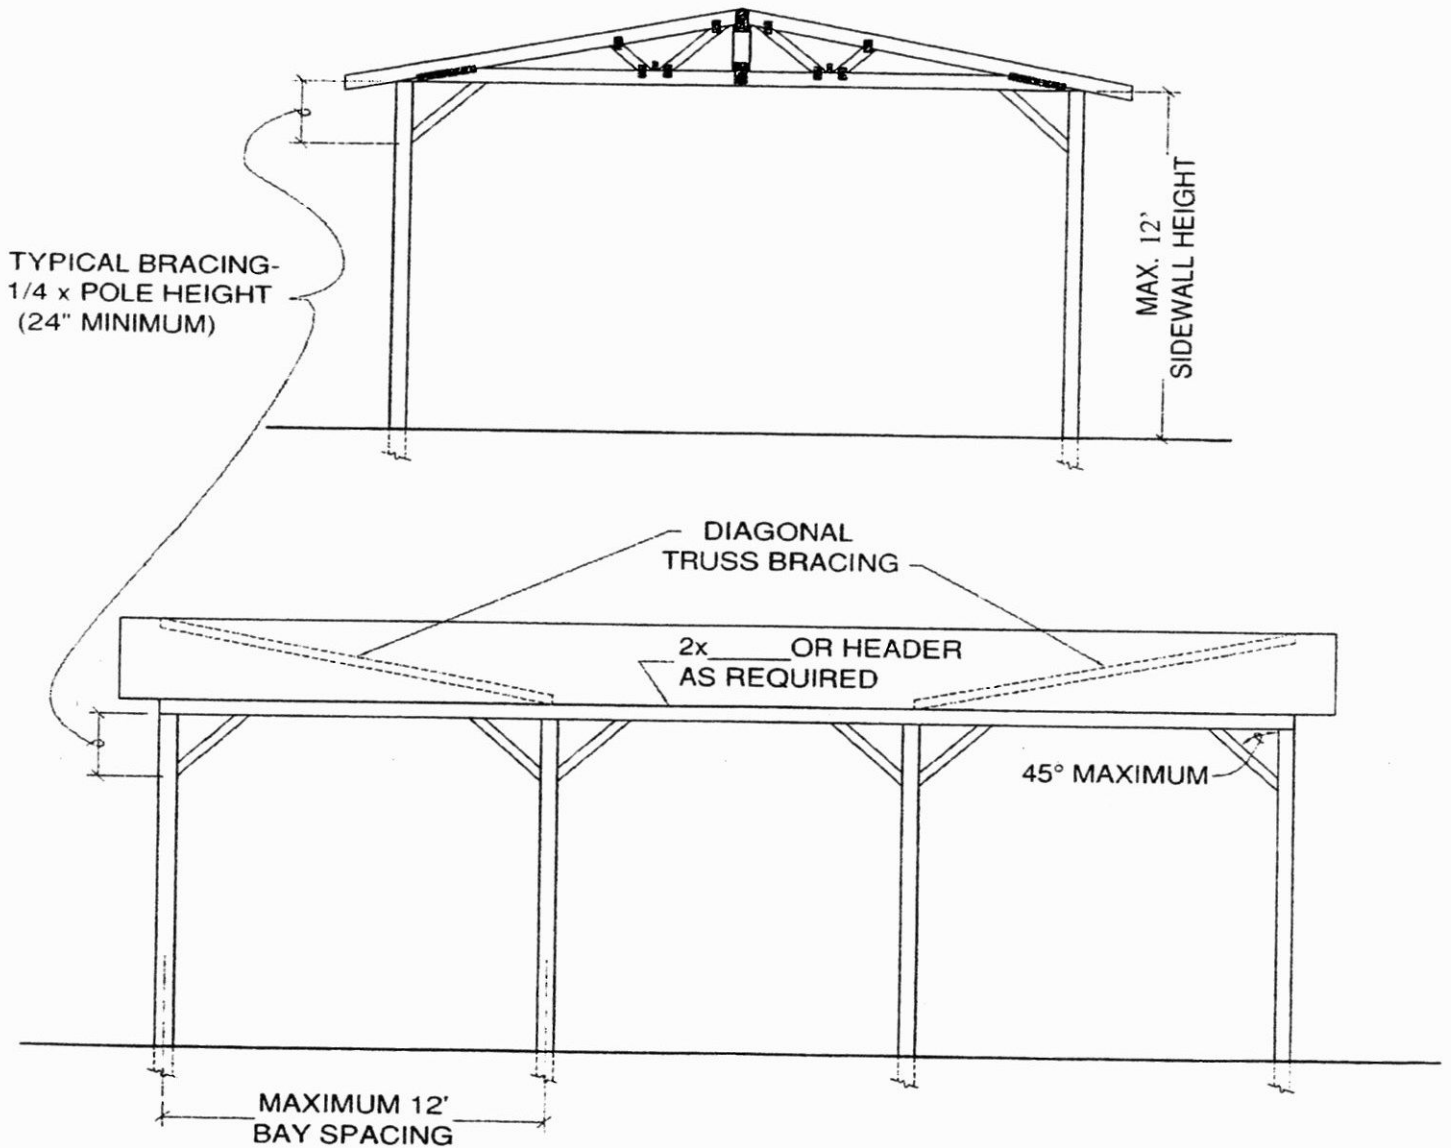 TYPICAL BRACING-
1/4 x POLE HEIGHT
(24" MINIMUM)
MAX. 12'
SIDEWALL HEIGHT
DIAGONAL
TRUSS BRACING
2x_____OR HEADER
AS REQUIRED
45° MAXIMUM
MAXIMUM 12'
BAY SPACING